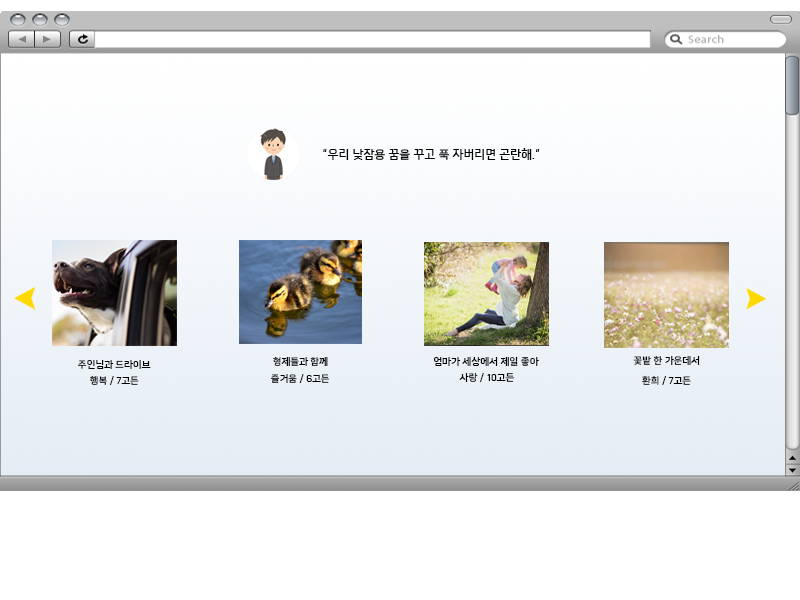 Search
"우리 낮잠용 꿈을 꾸고 푹 자버리면 곤란해."
주인님과 드라이브
행복 / 7고든
형제들과 함께
즐거움 / 6고든
엄마가 세상에서 제일 좋아
사랑 / 10고든
꽃밭 한 가운데서
환희 / 7고든